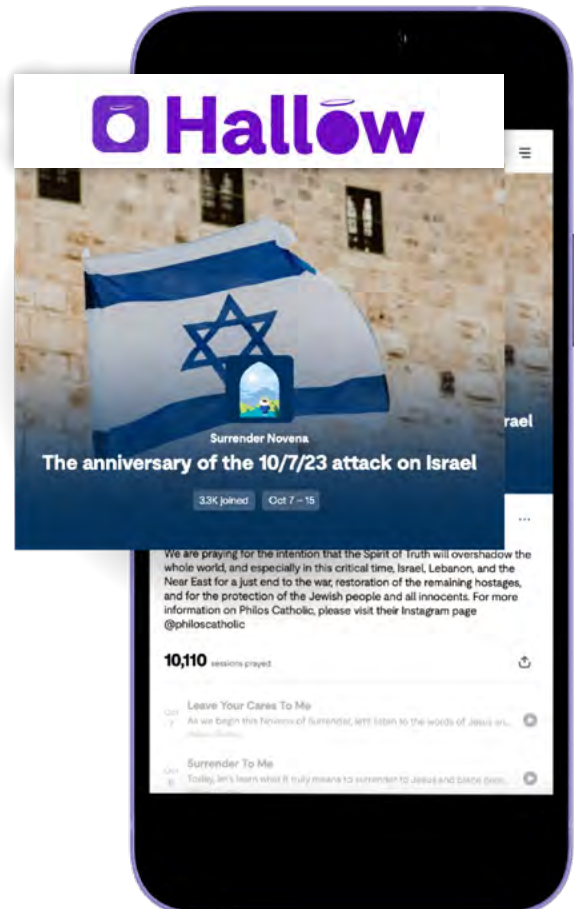 Hallow
rael
Surrender Novena
The anniversary of the 10/7/23 attack on Israel
3.3K joined
Oct 7 – 15
We are praying for the intention that the Spirit of Truth will overshadow the
whole world, and especially in this critical time, Israel, Lebanon, and the
Near East for a just end to the war, restoration of the remaining hostages,
and for the protection of the Jewish people and all innocents. For more
information on Philos Catholic, please visit their Instagram page
@philoscatholic
10,110 sessions prayed
Oct
7
Leave Your Cares To Me
As we begin this Novena of Surrender, let's listen to the words of Jesus an...
Oct
8
Surrender To Me
Today, let's learn what it truly means to surrender to Jesus and